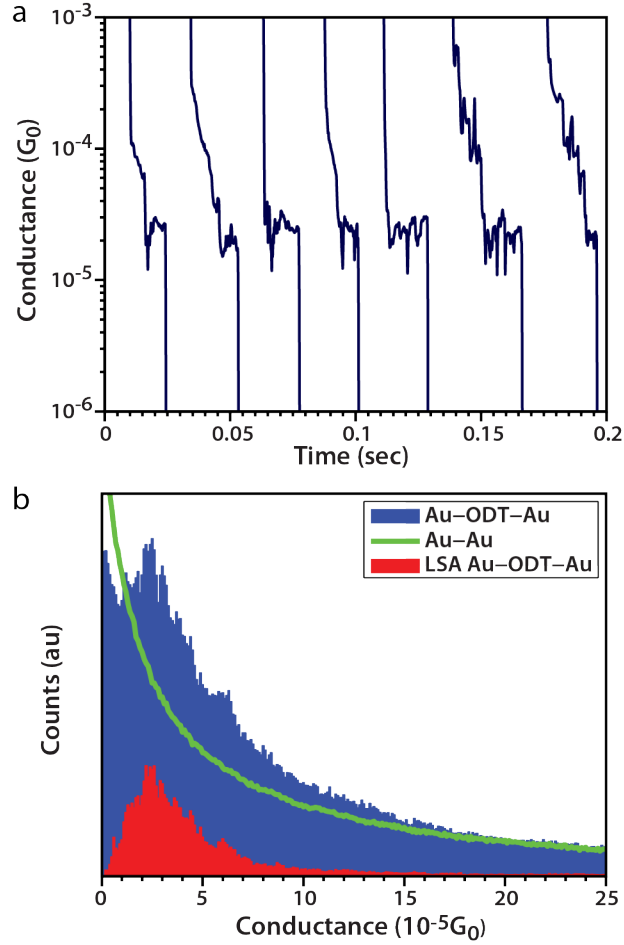 a
Conductance (G₀)
10⁻³
10⁻⁴
10⁻⁵
10⁻⁶
0 0.05 0.1 0.15 0.2
Time (sec)
b
Counts (au)
Au–ODT–Au
Au–Au
LSA Au–ODT–Au
0 5 10 15 20 25
Conductance (10⁻⁵G₀)